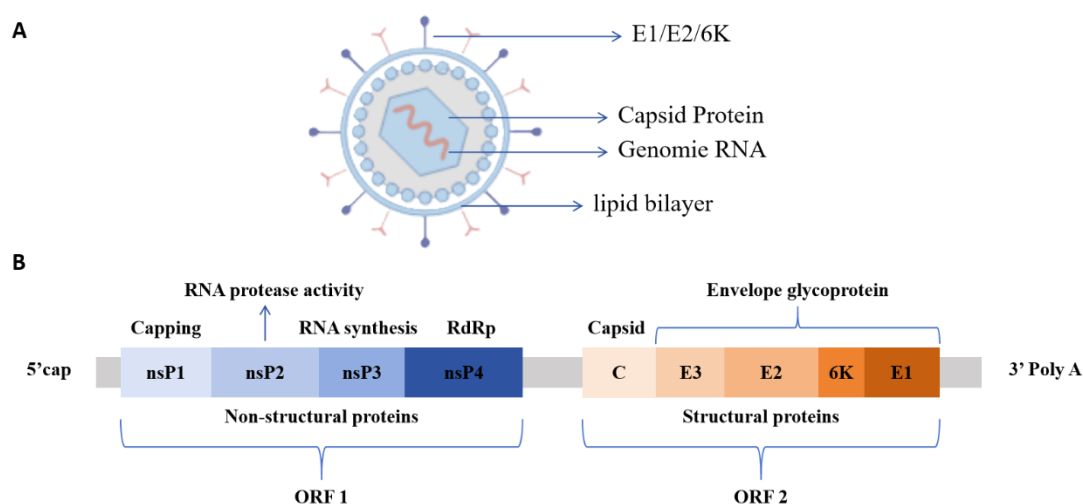 A
E1/E2/6K
Capsid Protein
Genomie RNA
lipid bilayer
B
RNA protease activity
Envelope glycoprotein
Capping
RNA synthesis
RdRp
Capsid
5'cap
nsP1
nsP2
nsP3
nsP4
C
E3
E2
6K
E1
3' Poly A
Non-structural proteins
Structural proteins
ORF 1
ORF 2